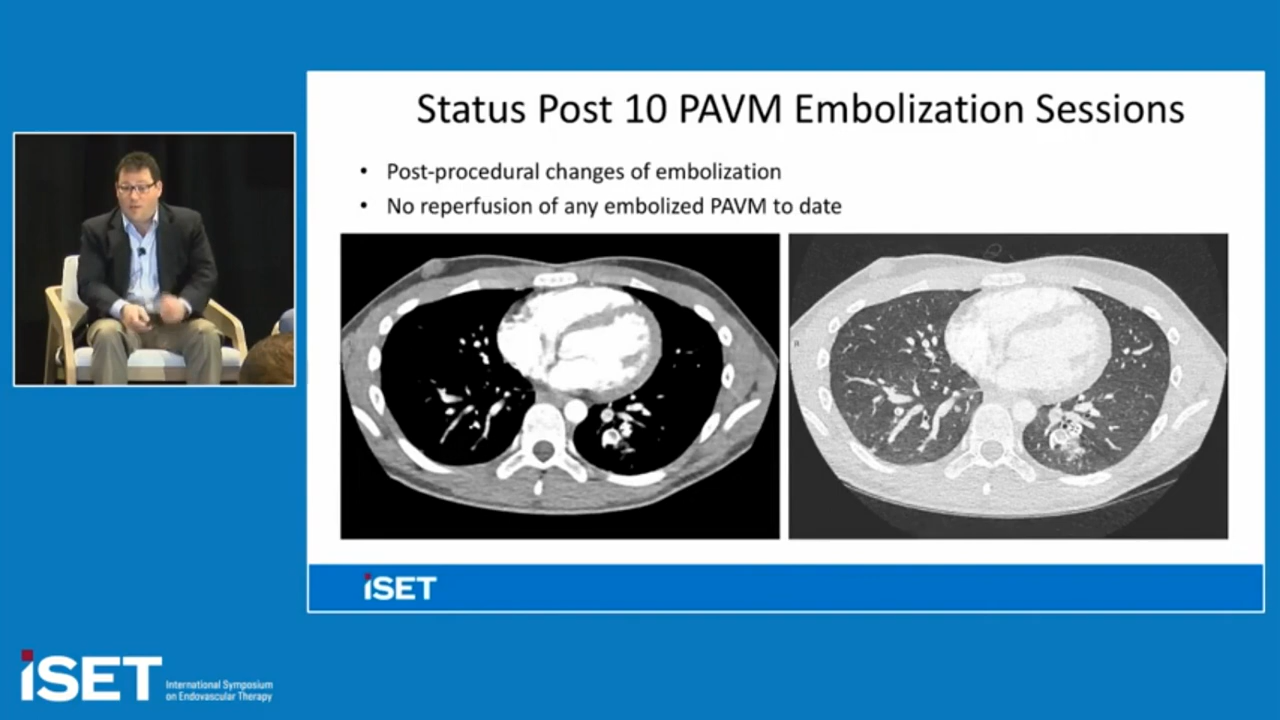 Status Post 10 PAVM Embolization Sessions
• Post-procedural changes of embolization
• No reperfusion of any embolized PAVM to date
iSET
iSET
International Symposium
on Endovascular Therapy